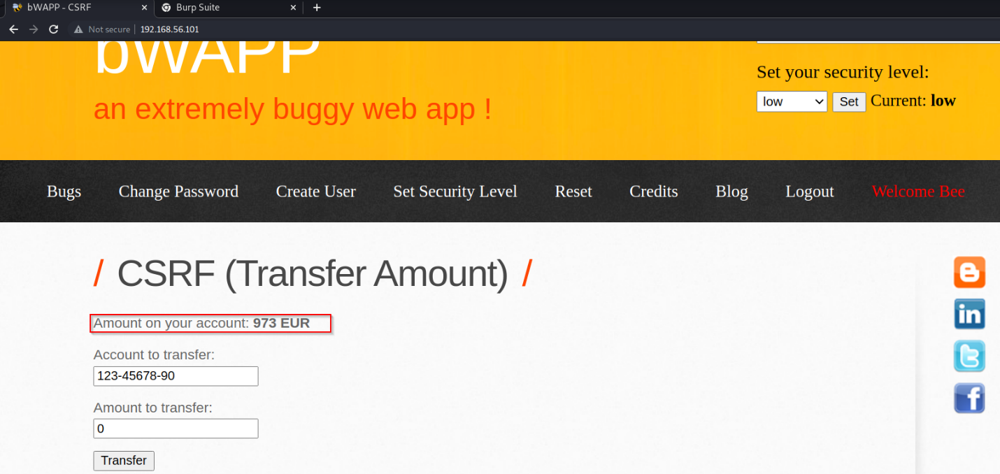 bWAPP - CSRF × Burp Suite × +
Not secure 192.168.56.101
bWAPP
an extremely buggy web app !
Set your security level:
low Set Current: low
Bugs Change Password Create User Set Security Level Reset Credits Blog Logout Welcome Bee
/ CSRF (Transfer Amount) /
Amount on your account: 973 EUR
Account to transfer:
123-45678-90
Amount to transfer:
0
Transfer
in
t
f